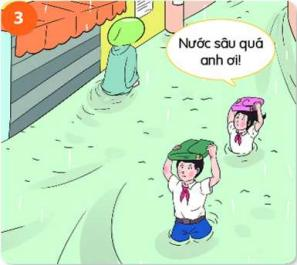 3
Nước sâu quá
anh ơi!